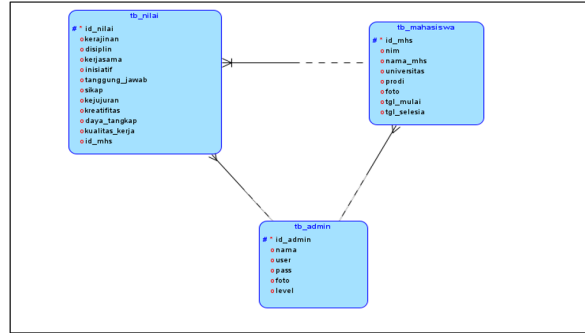 tb_nilai
# * id_nilai
o kerajinan
o disiplin
o kerjasama
o inisiatif
o tanggung_jawab
o sikap
o kejujuran
o kreatifitas
o daya_tangkap
o kualitas_kerja
o id_mhs
tb_mahasiswa
# * id_mhs
o nim
o nama_mhs
o universitas
o prodi
o foto
o tgl_mulai
o tgl_selesia
tb_admin
# * id_admin
o nama
o user
o pass
o foto
o level